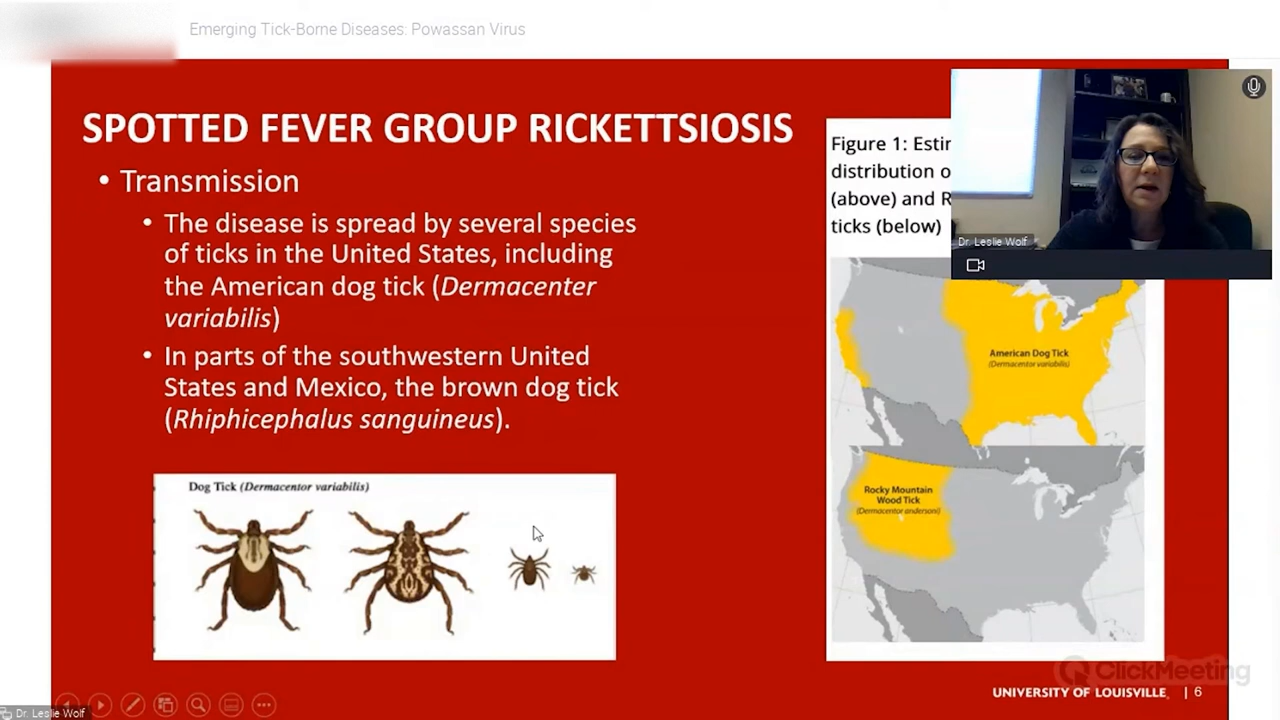 Emerging Tick-Borne Diseases: Powassan Virus
SPOTTED FEVER GROUP RICKETTSIOSIS
• Transmission
• The disease is spread by several species
of ticks in the United States, including
the American dog tick (Dermacenter
variabilis)
• In parts of the southwestern United
States and Mexico, the brown dog tick
(Rhiphicephalus sanguineus).
Dog Tick (Dermacentor variabilis)
Figure 1:
distribution
(above) and
ticks (below)
Dr. Leslie Wolf
American Dog Tick
(Dermacentor variabilis)
Rocky Mountain
Wood Tick
(Dermacentor andersoni)
ClickMeeting
UNIVERSITY OF LOUISVILLE | 6
Dr. Leslie Wolf